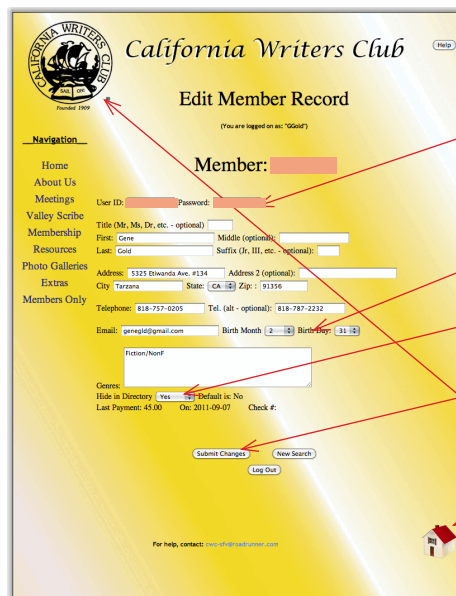 CALIFORNIA WRITERS CLUB
SAIL ON
Founded 1909
California Writers Club
Help
Edit Member Record
(You are logged on as: "GGold")
Navigation
Home
About Us
Meetings
Valley Scribe
Membership
Resources
Photo Galleries
Extras
Members Only
Member:
User ID: Password:
Title (Mr, Ms, Dr, etc. - optional)
First: Gene Middle (optional):
Last: Gold Suffix (Jr, III, etc. - optional):
Address: 5325 Etiwanda Ave. #134 Address 2 (optional):
City Tarzana State: CA Zip: : 91356
Telephone: 818-757-0205 Tel. (alt - optional): 818-787-2232
Email: genegld@gmail.com Birth Month 2 Birth Day: 31
Fiction/NonF
Genres:
Hide in Directory Yes Default is: No
Last Payment: 45.00 On: 2011-09-07 Check #:
Submit Changes New Search
Log Out
For help, contact: cwc-sfv@roadrunner.com